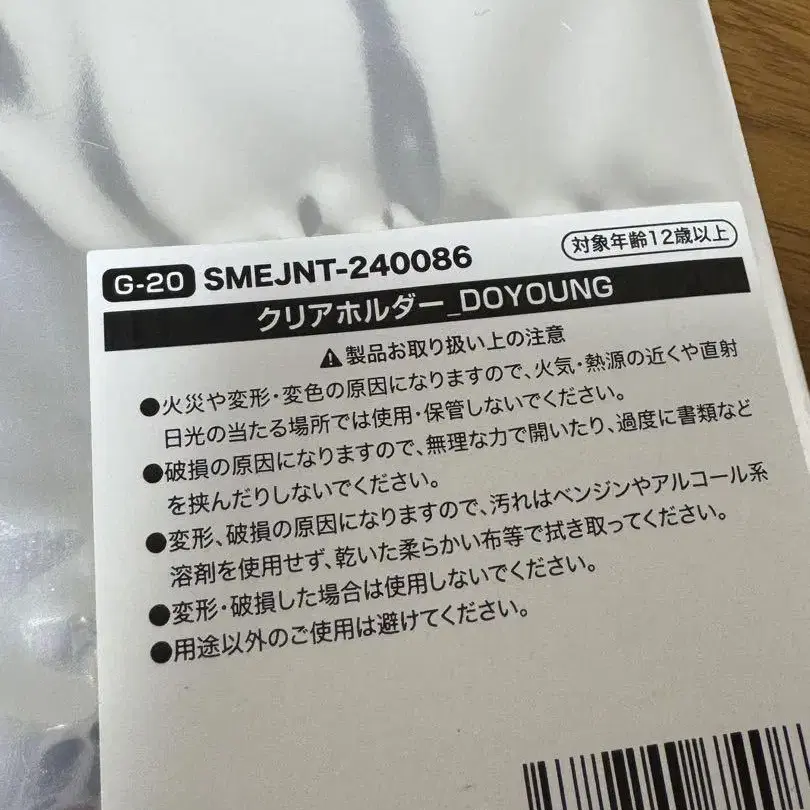 G-20 SMEJNT-240086 対象年齢12歳以上
クリアホルダー_DOYOUNG
⚠製品お取り扱い上の注意
●火災や変形・変色の原因になりますので、火気・熱源の近くや直射
日光の当たる場所では使用・保管しないでください。
●破損の原因になりますので、無理な力で開いたり、過度に書類など
を挟んだりしないでください。
●変形、破損の原因になりますので、汚れはベンジンやアルコール系
溶剤を使用せず、乾いた柔らかい布等で拭き取ってください。
●変形・破損した場合は使用しないでください。
●用途以外のご使用は避けてください。